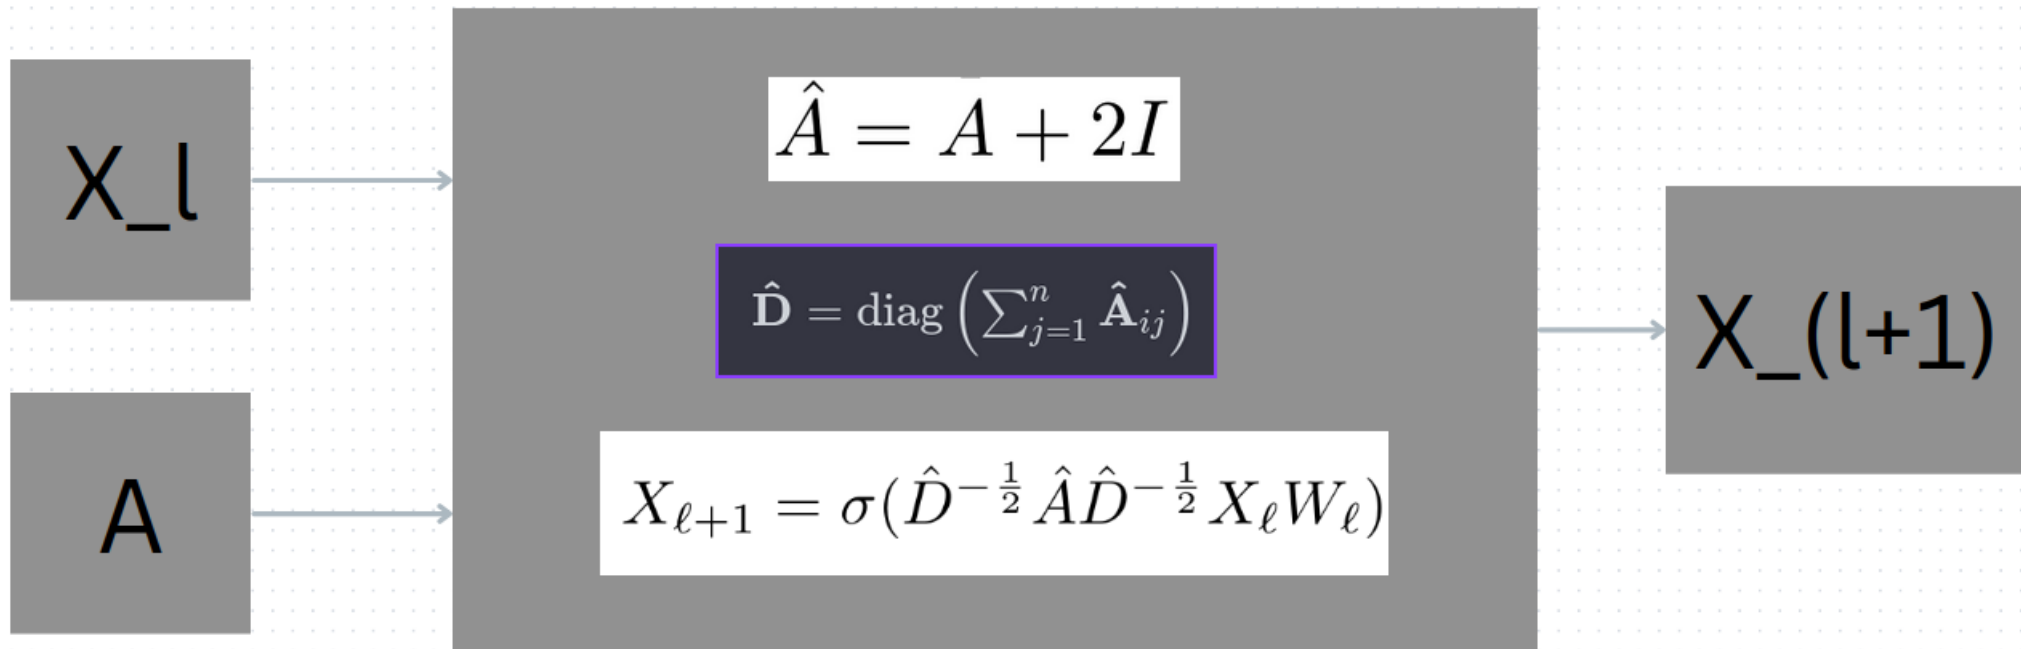 X_l
A
Â = A + 2I
D̂ = diag(∑ⁿⱼ₌₁ Âᵢⱼ)
X_{ℓ+1} = σ(D̂^{-1/2} Â D̂^{-1/2} X_ℓ W_ℓ)
X_(l+1)